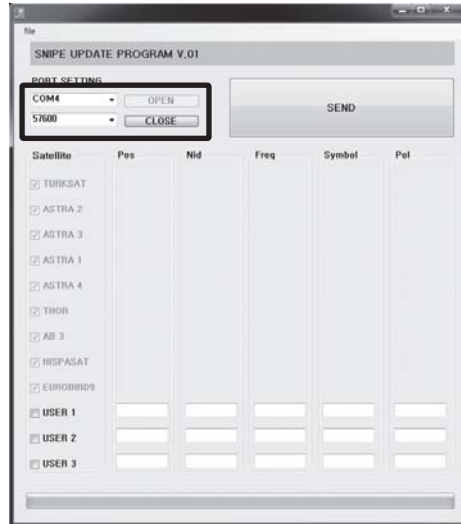 file
SNIPE UPDATE PROGRAM V,01
PORT SETTING
COM4 OPEN
57600 CLOSE
SEND
Satellite Pos Nid Freq Symbol Pol
TURKSAT
ASTRA 2
ASTRA 3
ASTRA 1
ASTRA 4
THOR
AB 3
HISPASAT
EUROBIRD9
USER 1
USER 2
USER 3